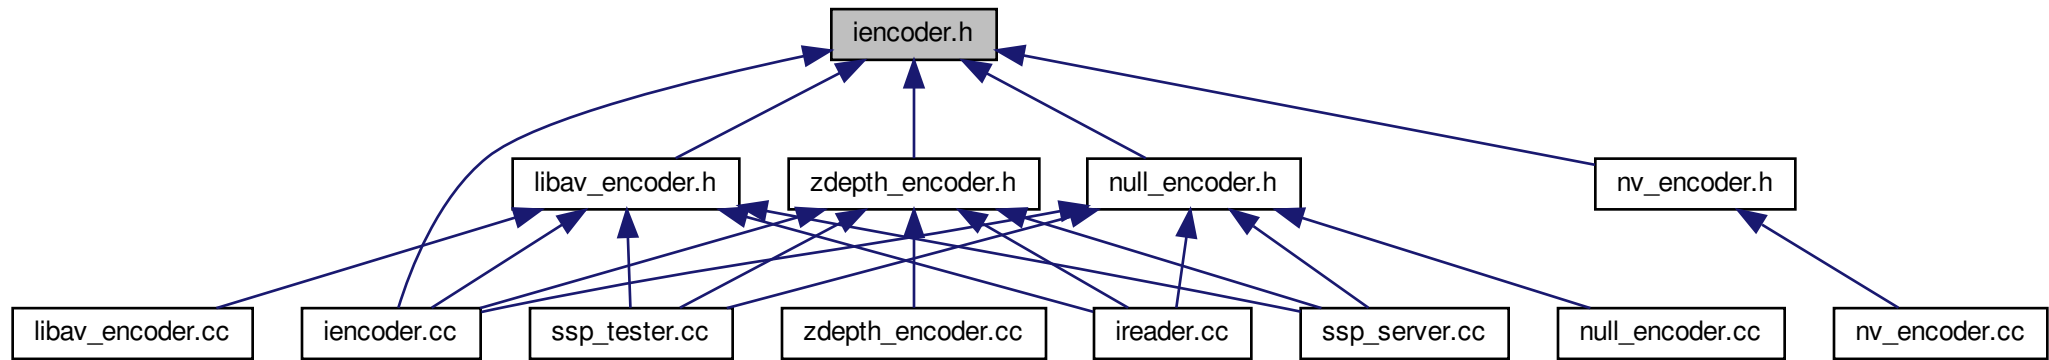 iencoder.h
libav_encoder.h
zdepth_encoder.h
null_encoder.h
nv_encoder.h
libav_encoder.cc
iencoder.cc
ssp_tester.cc
zdepth_encoder.cc
ireader.cc
ssp_server.cc
null_encoder.cc
nv_encoder.cc